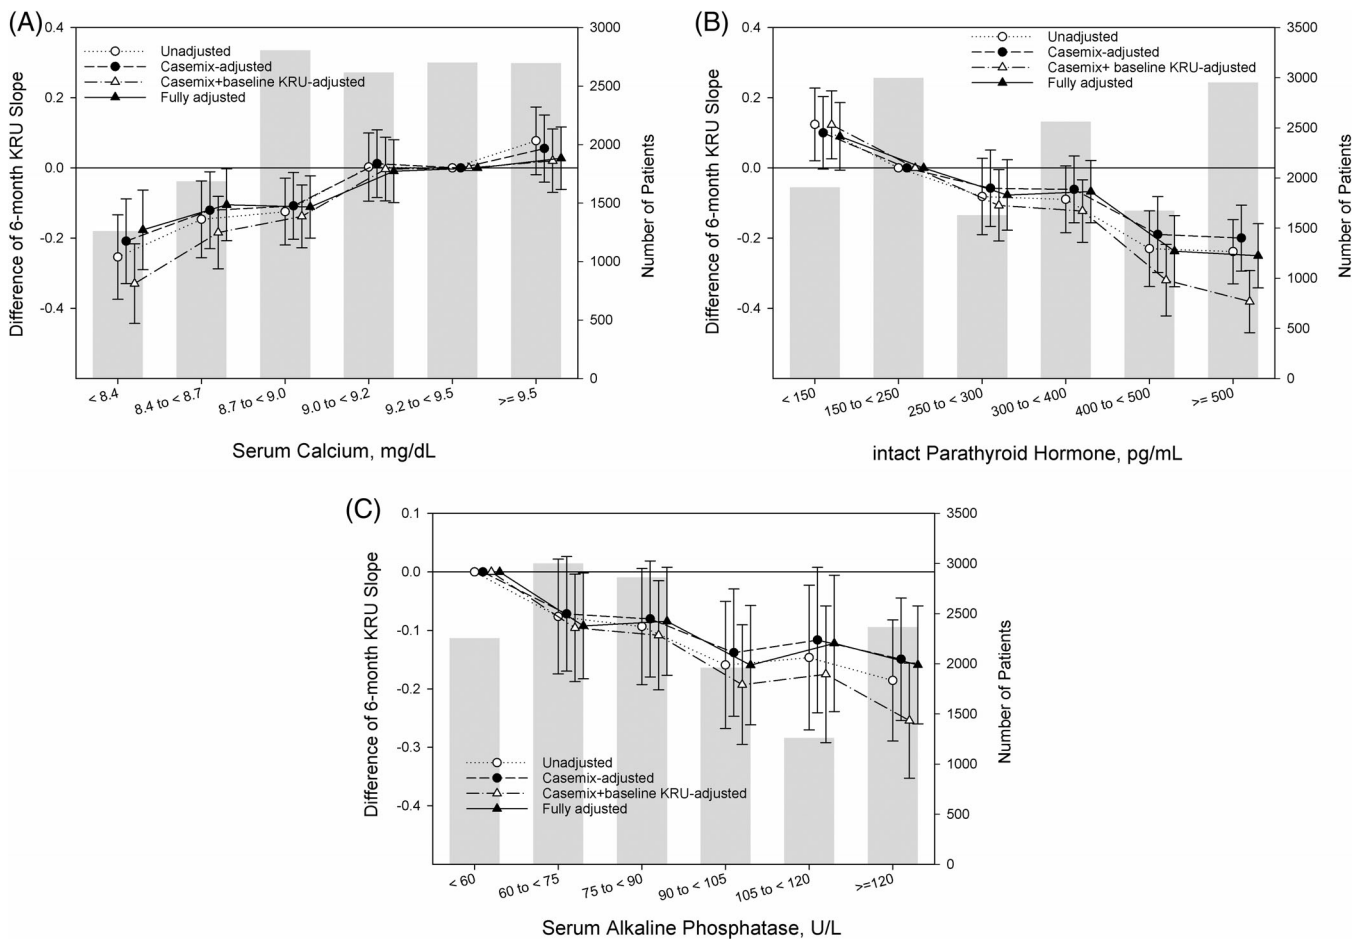 (A)
0.4
0.2
0.0
-0.2
-0.4
Difference of 6-month KRU Slope
Unadjusted
Casemix-adjusted
Casemix+baseline KRU-adjusted
Fully adjusted
3000
2500
2000
1500
1000
500
0
Number of Patients
< 8.4
8.4 to < 8.7
8.7 to < 9.0
9.0 to < 9.2
9.2 to < 9.5
>= 9.5
Serum Calcium, mg/dL
(B)
0.4
0.2
0.0
-0.2
-0.4
Difference of 6-month KRU Slope
Unadjusted
Casemix-adjusted
Casemix+ baseline KRU-adjusted
Fully adjusted
3500
3000
2500
2000
1500
1000
500
0
Number of Patients
< 150
150 to < 250
250 to < 300
300 to < 400
400 to < 500
>= 500
intact Parathyroid Hormone, pg/mL
(C)
0.1
0.0
-0.1
-0.2
-0.3
-0.4
Difference of 6-month KRU Slope
Unadjusted
Casemix-adjusted
Casemix+baseline KRU-adjusted
Fully adjusted
3500
3000
2500
2000
1500
1000
500
0
Number of Patients
< 60
60 to < 75
75 to < 90
90 to < 105
105 to < 120
>=120
Serum Alkaline Phosphatase, U/L